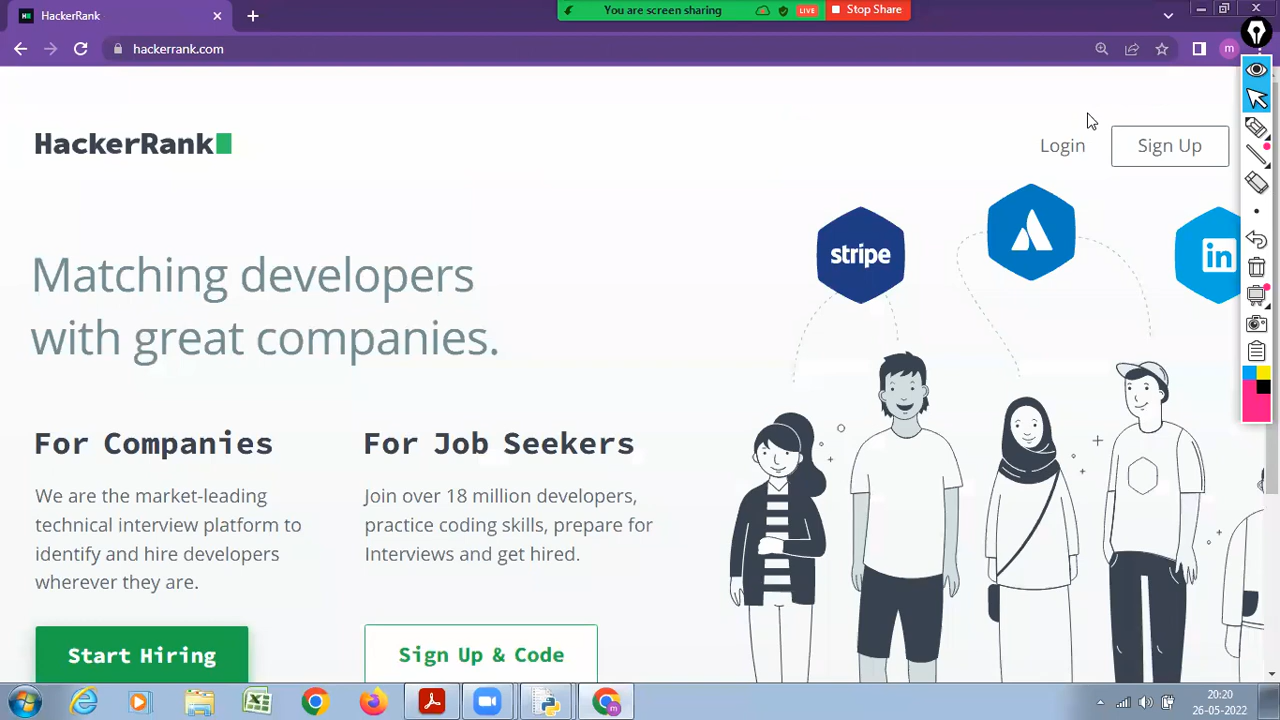 HackerRank
You are screen sharing
LIVE
Stop Share
hackerrank.com
m
HackerRank
Login
Sign Up
stripe
in
Matching developers
with great companies.
For Companies
We are the market-leading
technical interview platform to
identify and hire developers
wherever they are.
Start Hiring
For Job Seekers
Join over 18 million developers,
practice coding skills, prepare for
Interviews and get hired.
Sign Up & Code
m
20:20
26-05-2022